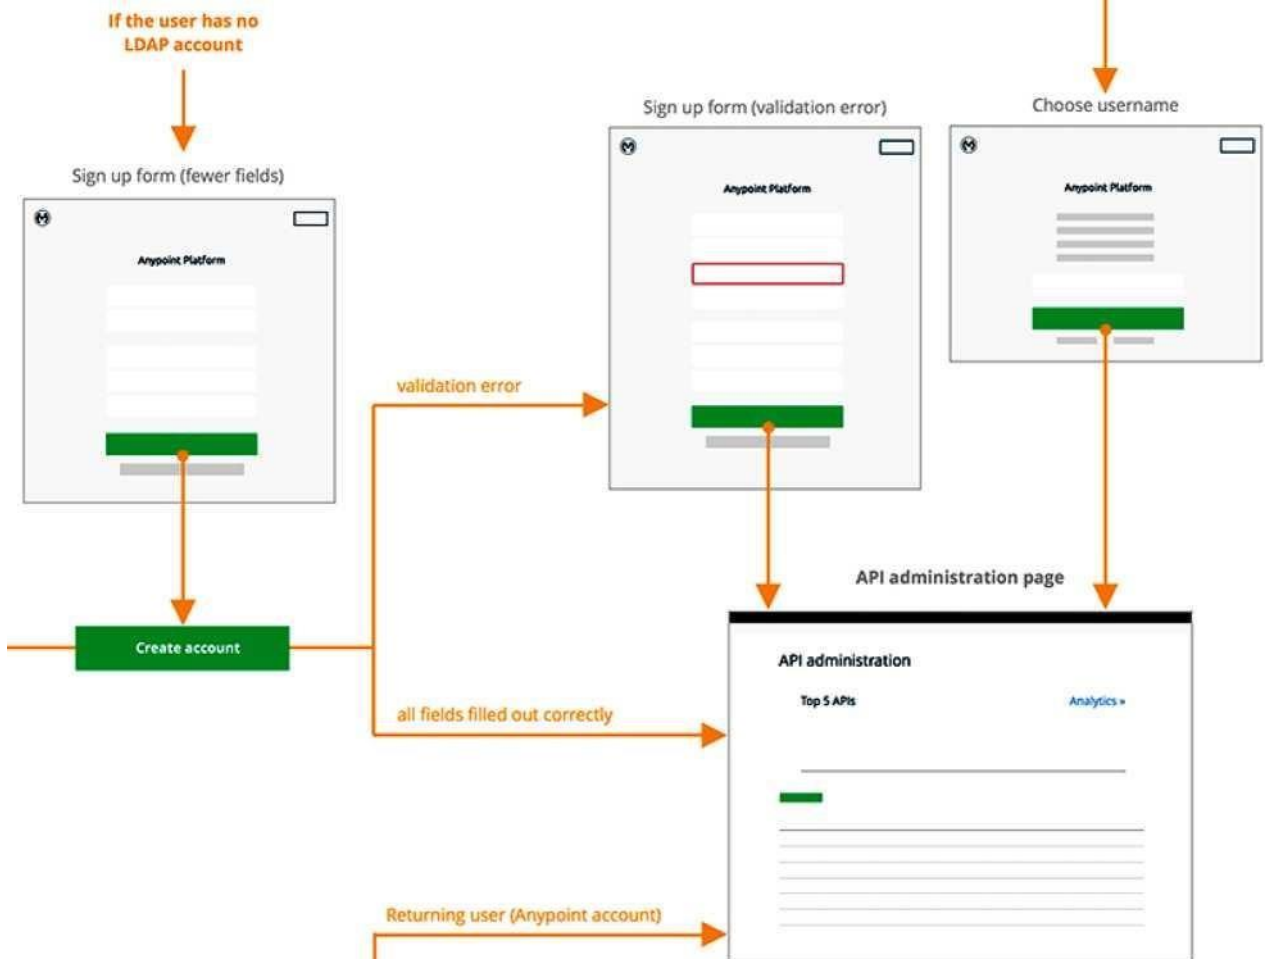 If the user has no
LDAP account
Sign up form (fewer fields)
Anypoint Platform
Sign up form (validation error)
Anypoint Platform
Choose username
Anypoint Platform
validation error
Create account
all fields filled out correctly
API administration page
API administration
Top 5 APIs
Analytics »
Returning user (Anypoint account)